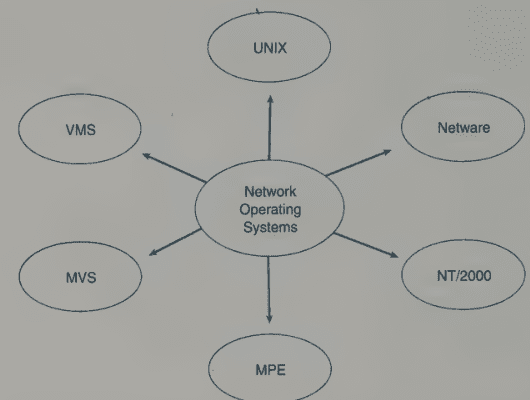 UNIX
VMS
Netware
Network
Operating
Systems
MVS
NT/2000
MPE